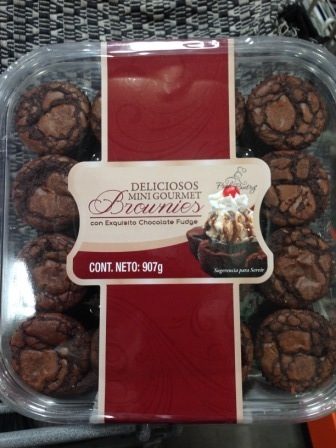 DELICIOSOS
MINI GOURMET
Brownies
con Exquisito Chocolate Fudge
CONT. NETO: 907g
Sugerencia para Servir